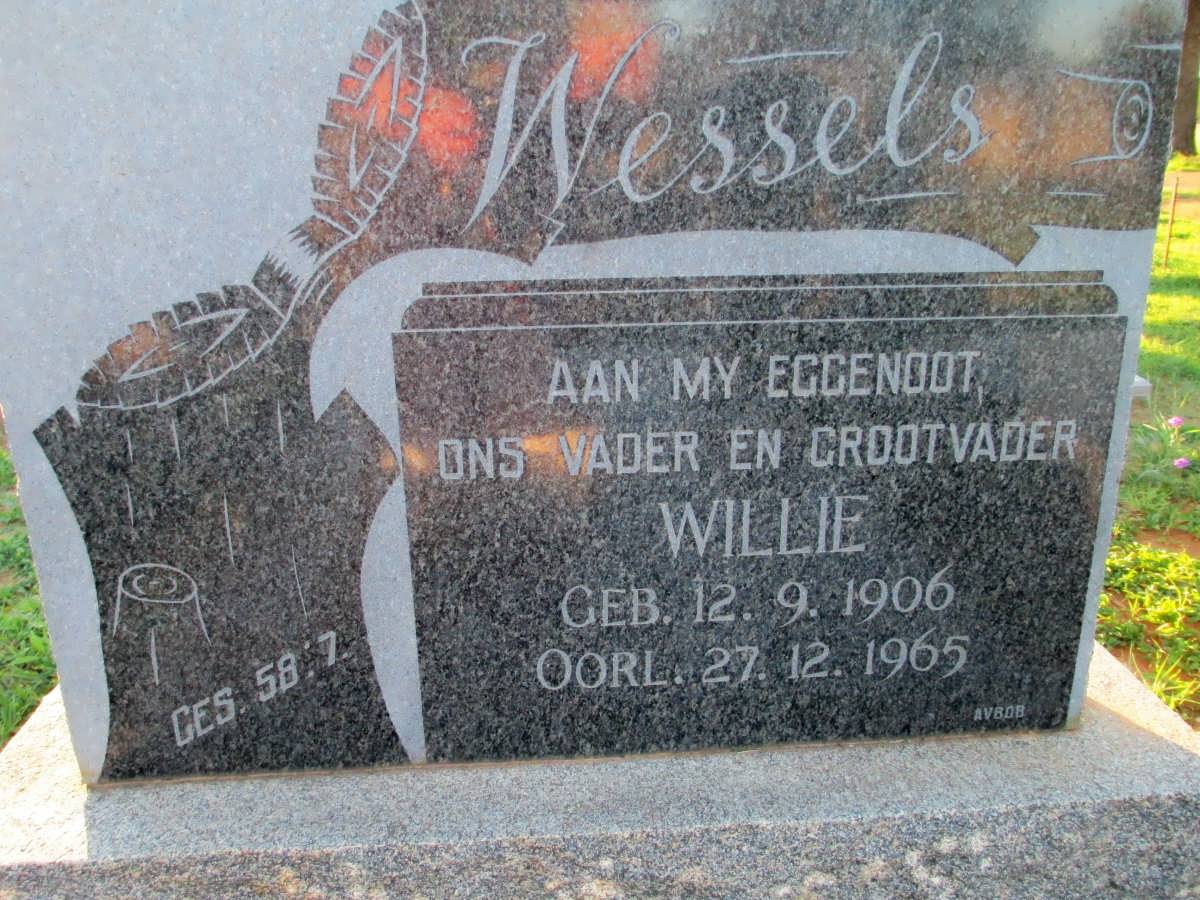 Wessels
AAN MY EGGENOOT,
ONS VADER EN GROOTVADER
WILLIE
GEB. 12. 9. 1906
OORL. 27. 12. 1965
GES. 58:7.
AVBOB